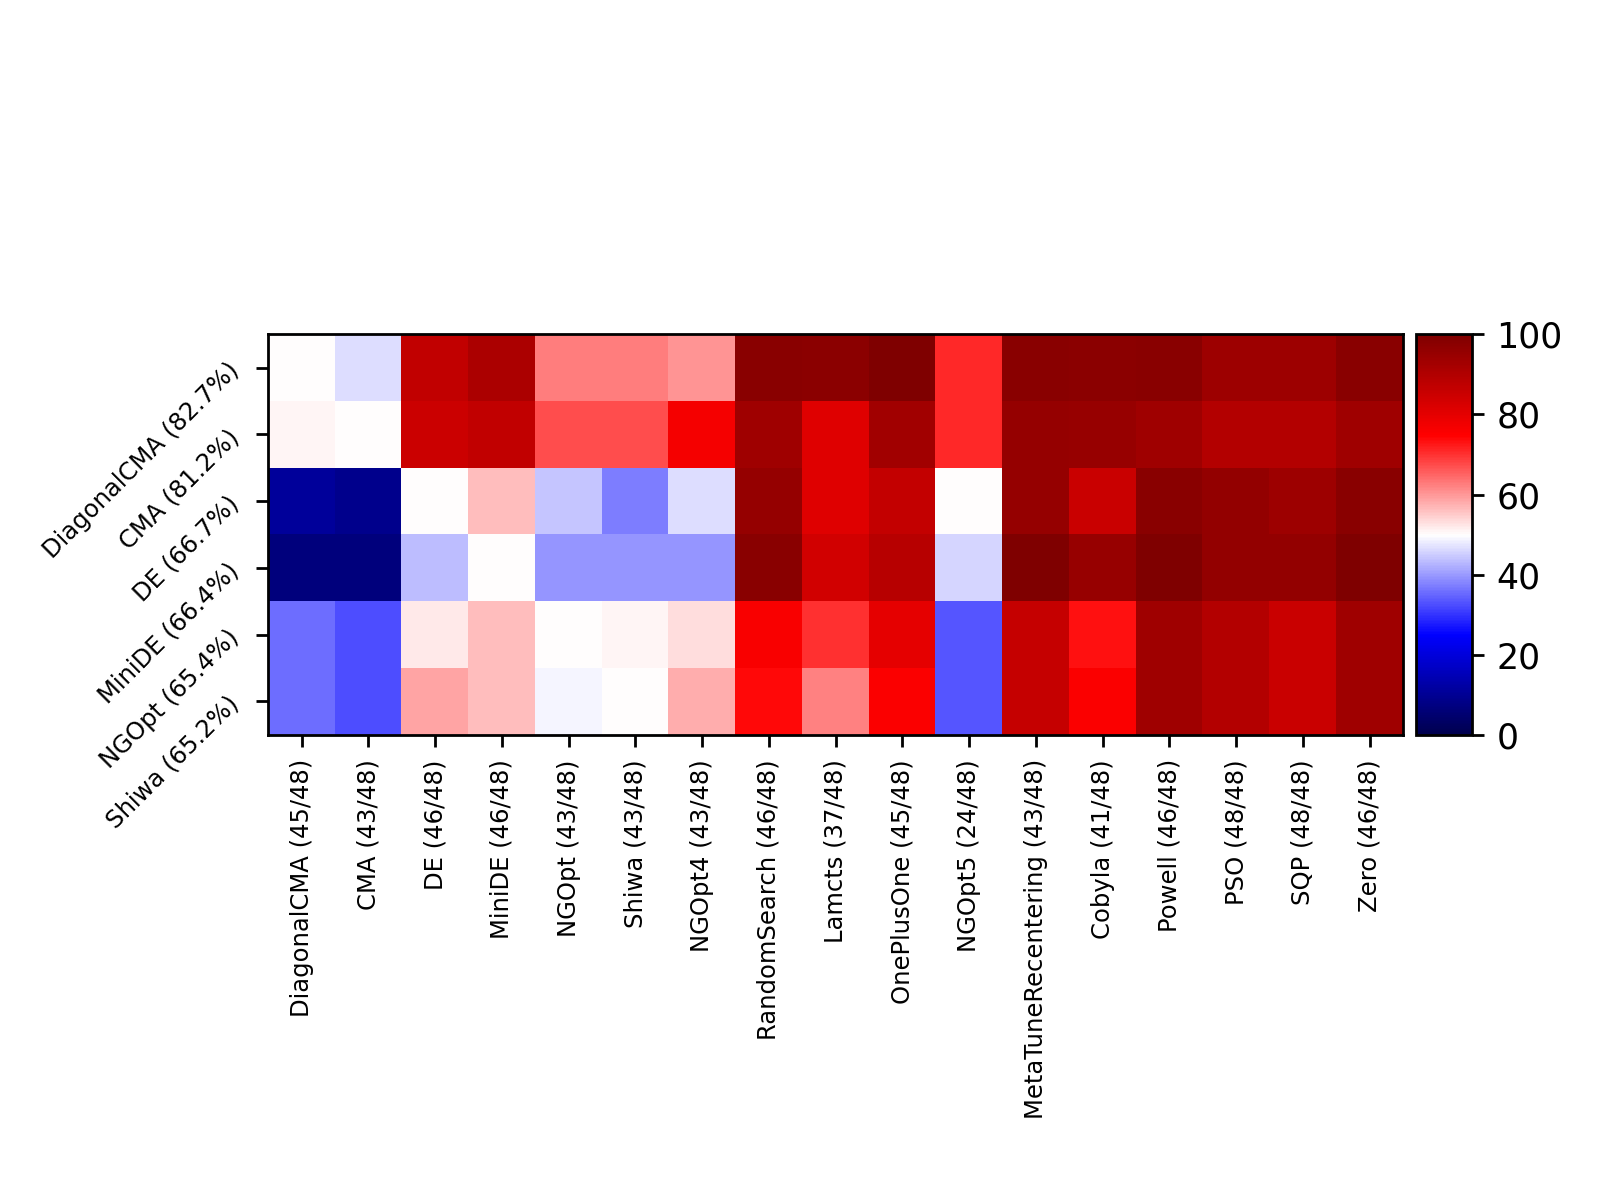 DiagonalCMA (82.7%)
CMA (81.2%)
DE (66.7%)
MiniDE (66.4%)
NGOpt (65.4%)
Shiwa (65.2%)
DiagonalCMA (45/48)
CMA (43/48)
DE (46/48)
MiniDE (46/48)
NGOpt (43/48)
Shiwa (43/48)
NGOpt4 (43/48)
RandomSearch (46/48)
Lamcts (37/48)
OnePlusOne (45/48)
NGOpt5 (24/48)
MetaTuneRecentering (43/48)
Cobyla (41/48)
Powell (46/48)
PSO (48/48)
SQP (48/48)
Zero (46/48)
100
80
60
40
20
0